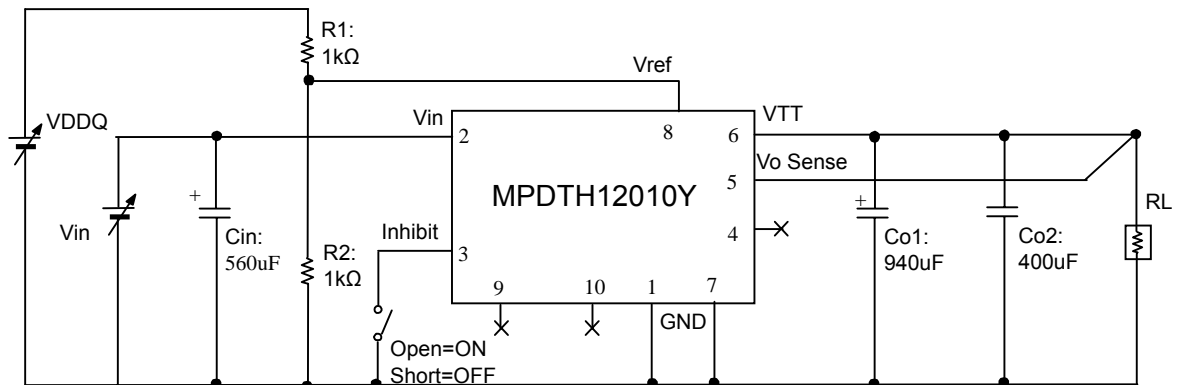 R1:
1kΩ
Vref
VDDQ
Vin
2
8
6
VTT
Vo Sense
5
MPDTH12010Y
RL
Vin
+
Cin:
560uF
R2:
1kΩ
Inhibit
3
4
+
Co1:
940uF
Co2:
400uF
9
10
1
7
GND
Open=ON
Short=OFF